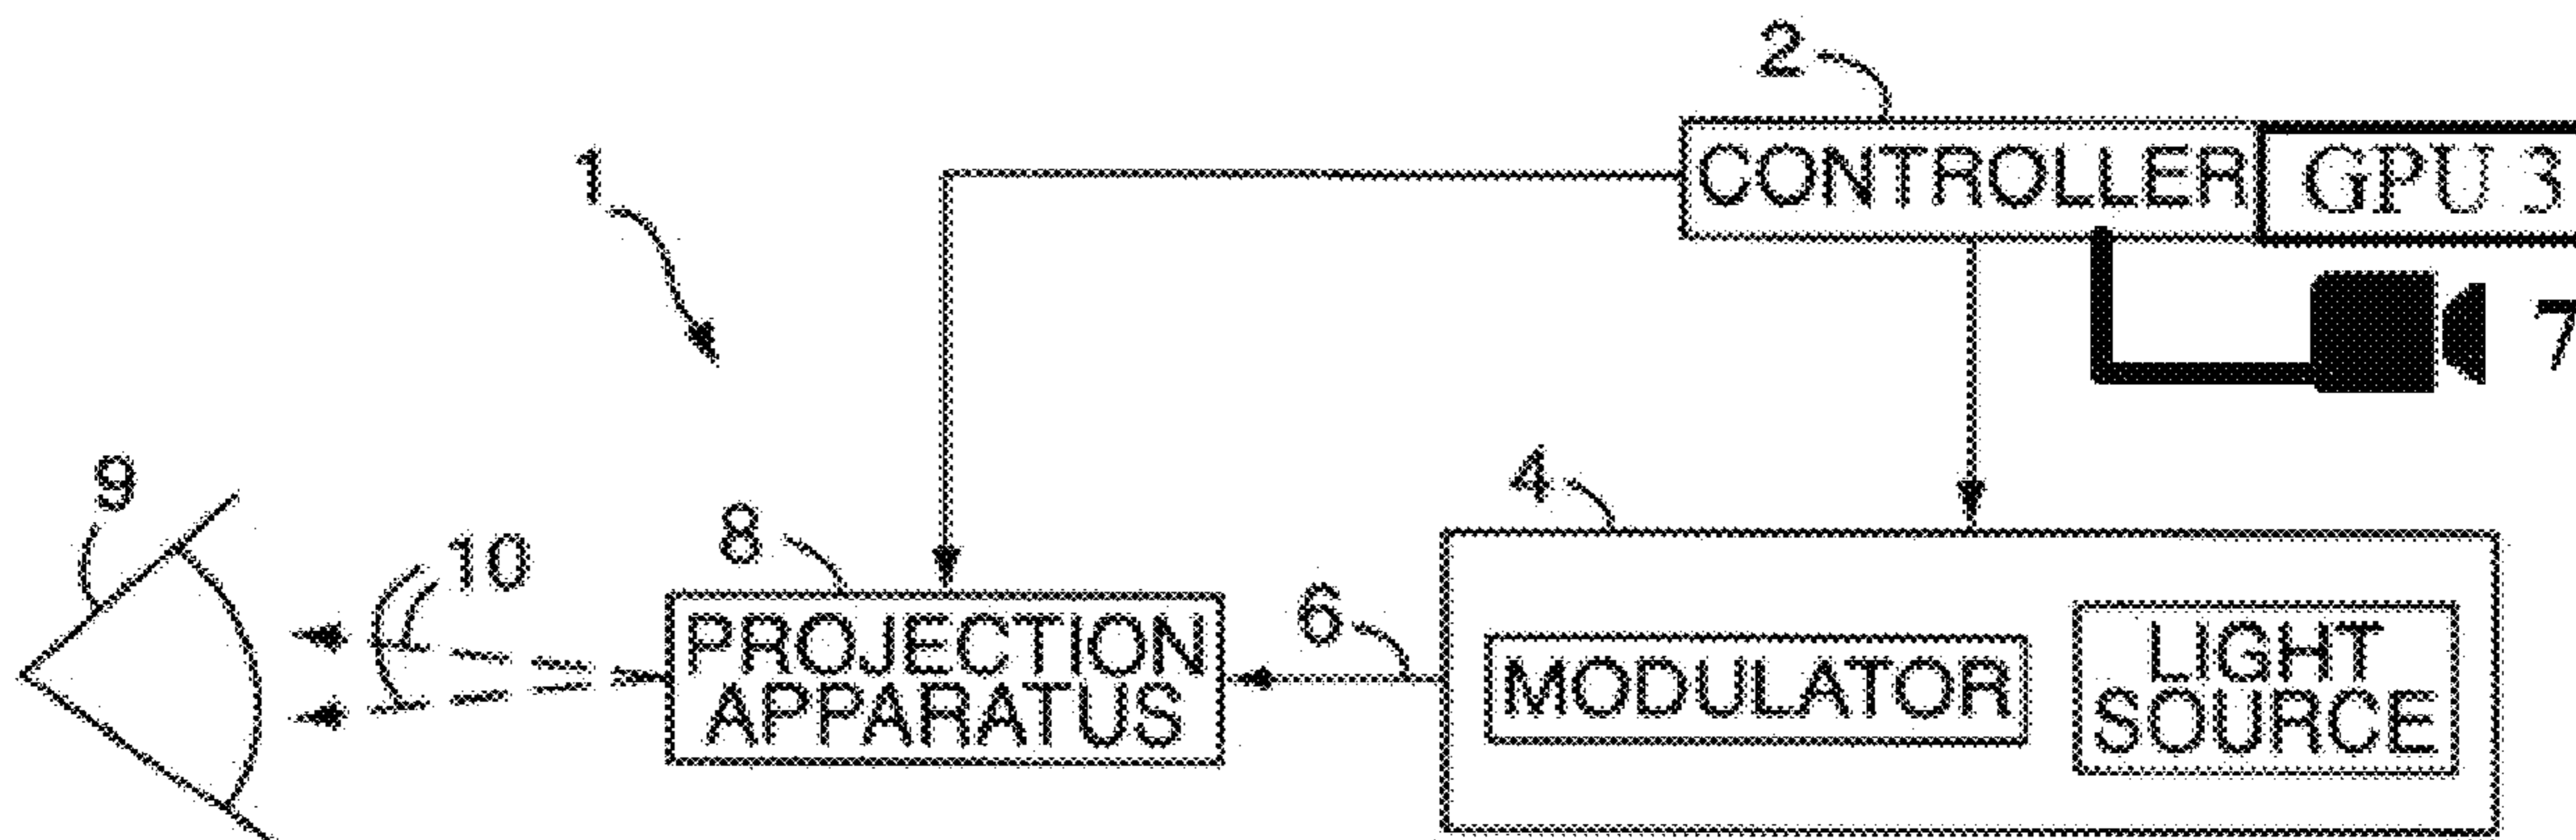 2
1
CONTROLLER
GPU 3
7
4
9
8
10
6
PROJECTION
APPARATUS
MODULATOR
LIGHT
SOURCE